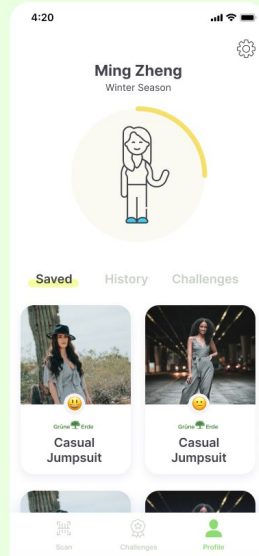 4:20
Ming Zheng
Winter Season
Saved History Challenges
Grüne Erde Grüne Erde
Casual Casual
Jumpsuit Jumpsuit
Scan Challenges Profile